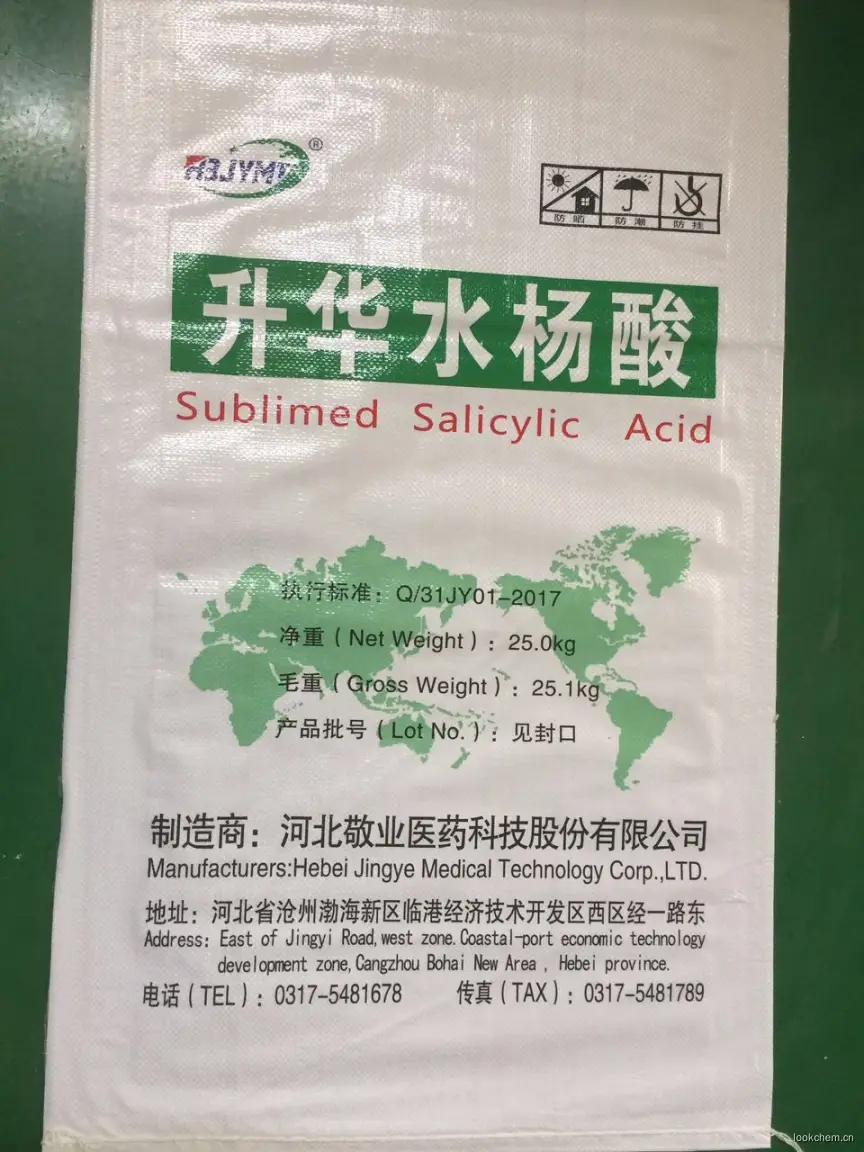 HBJYMT®
防晒 防潮 防挂
升华水杨酸
Sublimed Salicylic Acid
执行标准：Q/31JY01-2017
净重（Net Weight）：25.0kg
毛重（Gross Weight）：25.1kg
产品批号（Lot No.）：见封口
制造商：河北敬业医药科技股份有限公司
Manufacturers:Hebei Jingye Medical Technology Corp.,LTD.
地址：河北省沧州渤海新区临港经济技术开发区西区经一路东
Address: East of Jingyi Road,west zone.Coastal-port economic technology
development zone,Cangzhou Bohai New Area , Hebei province.
电话（TEL）：0317-5481678 传真（TAX）：0317-5481789
lookchem.cn